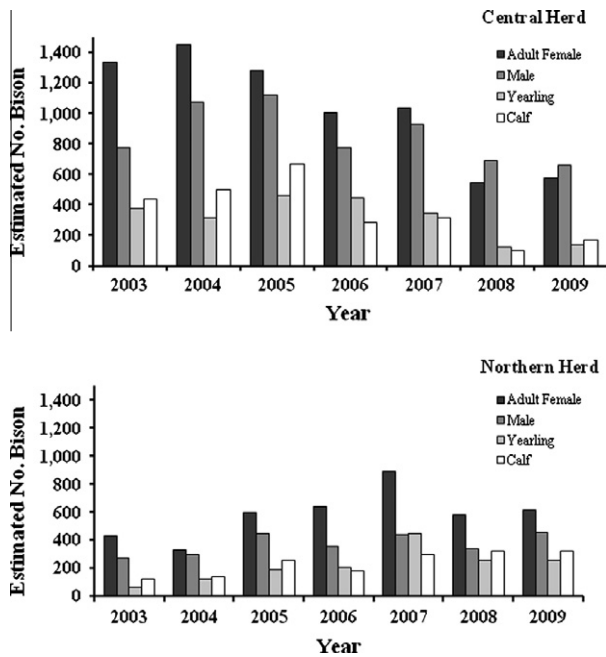 Central Herd
1,400
1,200
1,000
800
600
400
200
0
Estimated No. Bison
Adult Female
Male
Yearling
Calf
2003 2004 2005 2006 2007 2008 2009
Year
Northern Herd
1,400
1,200
1,000
800
600
400
200
0
Estimated No. Bison
Adult Female
Male
Yearling
Calf
2003 2004 2005 2006 2007 2008 2009
Year